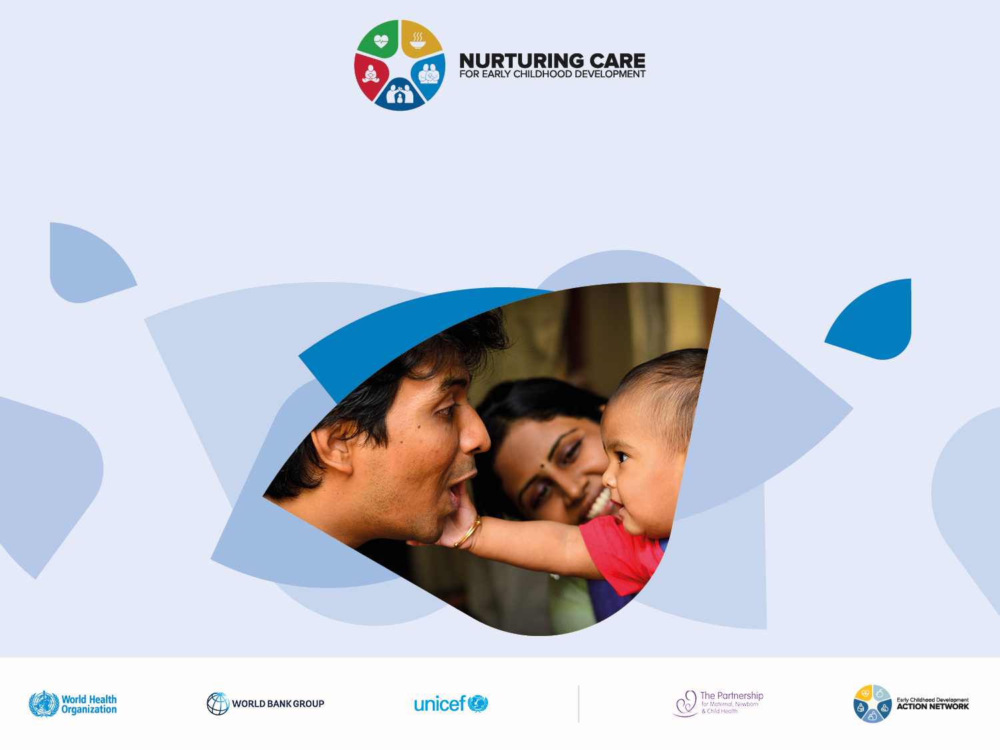 NURTURING CARE
FOR EARLY CHILDHOOD DEVELOPMENT
World Health
Organization
WORLD BANK GROUP
unicef
The Partnership
for Maternal, Newborn
& Child Health
Early Childhood Development
ACTION NETWORK